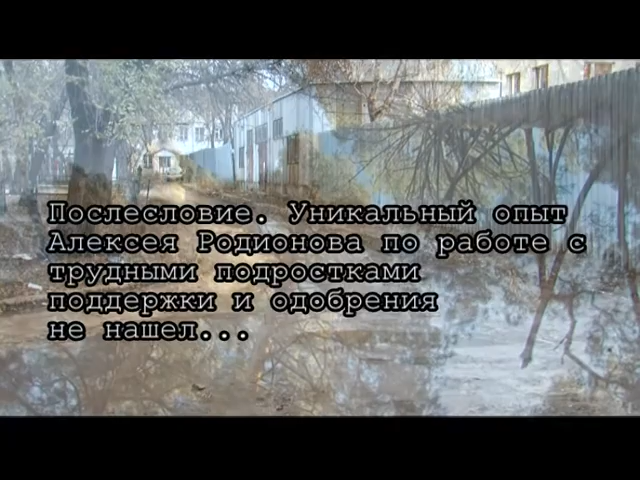 Послесловие. Уникальный опыт
Алексея Родионова по работе с
трудными подростками
поддержки и одобрения
не нашел...